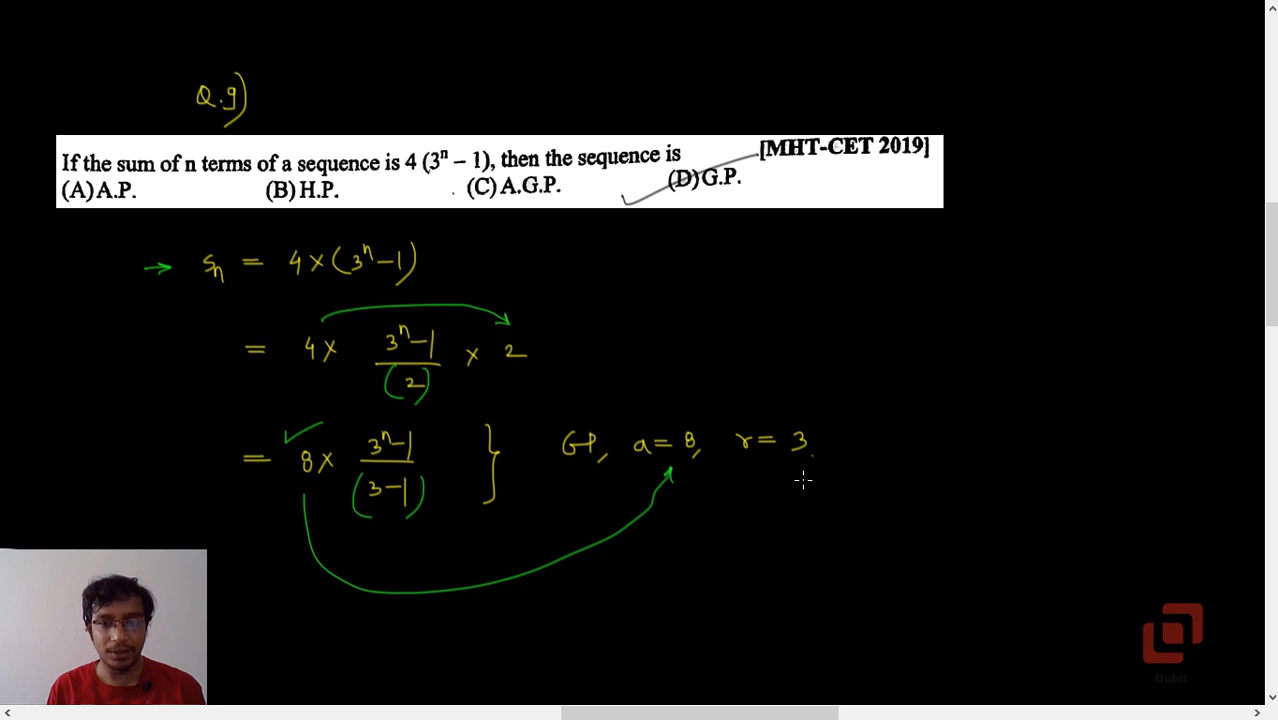 Q.9)
If the sum of n terms of a sequence is 4 (3ⁿ – 1), then the sequence is [MHT-CET 2019]
(A) A.P. (B) H.P. (C) A.G.P. (D) G.P.
→ Sn = 4×(3ⁿ–1)
= 4× (3ⁿ–1)/(2) × 2
= 8× (3ⁿ–1)/(3–1) } GP, a = 8, r = 3.
Qubit